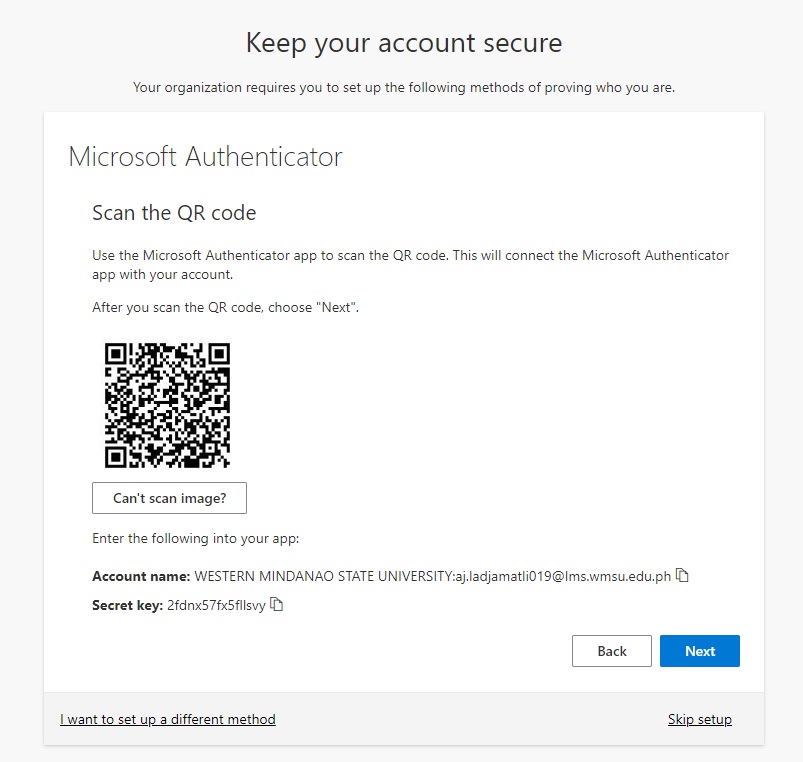 Keep your account secure
Your organization requires you to set up the following methods of proving who you are.
Microsoft Authenticator
Scan the QR code
Use the Microsoft Authenticator app to scan the QR code. This will connect the Microsoft Authenticator
app with your account.
After you scan the QR code, choose "Next".
Can't scan image?
Enter the following into your app:
Account name: WESTERN MINDANAO STATE UNIVERSITY:aj.ladjamatli019@lms.wmsu.edu.ph
Secret key: 2fdnx57fx5fllsvy
Back
Next
I want to set up a different method
Skip setup